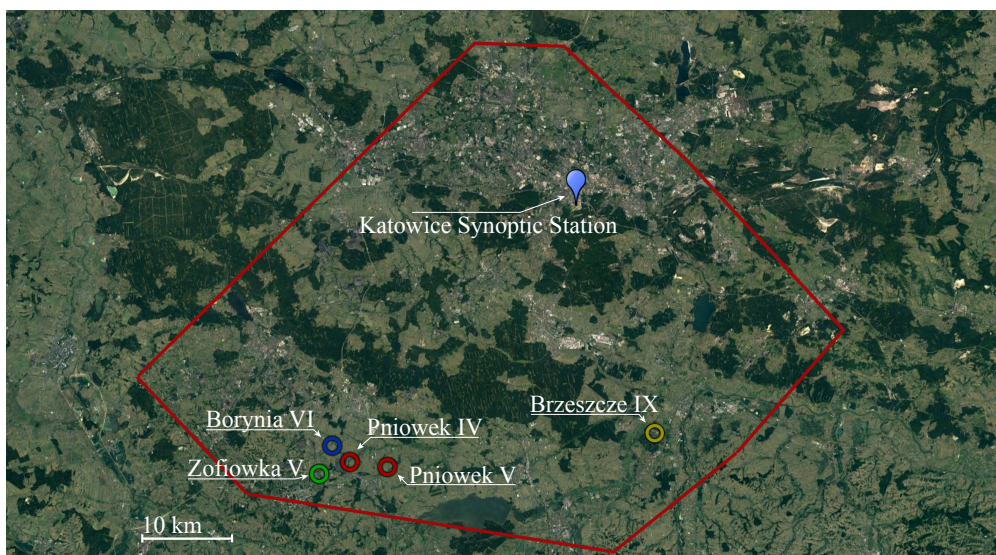 Katowice Synoptic Station
Brzeszcze IX
Borynia VI
Pniowek IV
Zofiowka V
Pniowek V
10 km